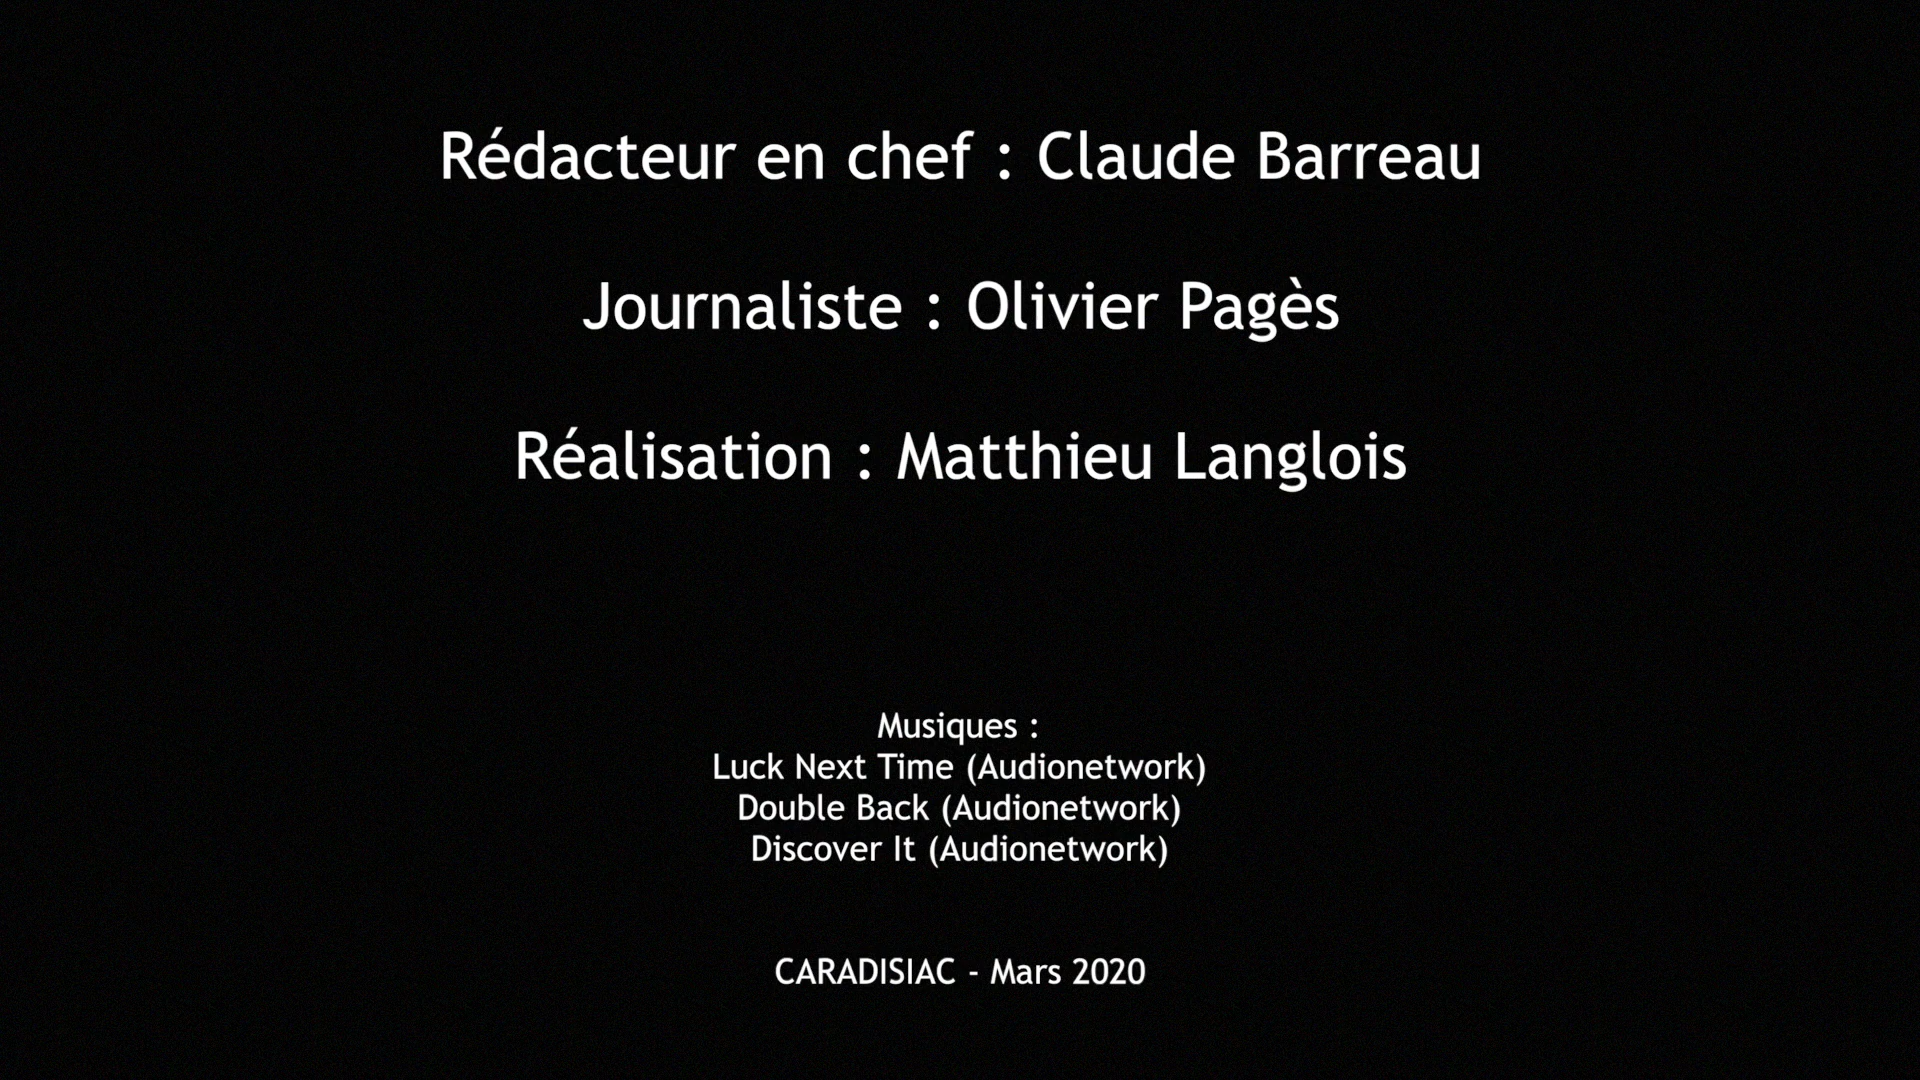 Rédacteur en chef : Claude Barreau
Journaliste : Olivier Pagès
Réalisation : Matthieu Langlois
Musiques :
Luck Next Time (Audionetwork)
Double Back (Audionetwork)
Discover It (Audionetwork)
CARADISIAC - Mars 2020